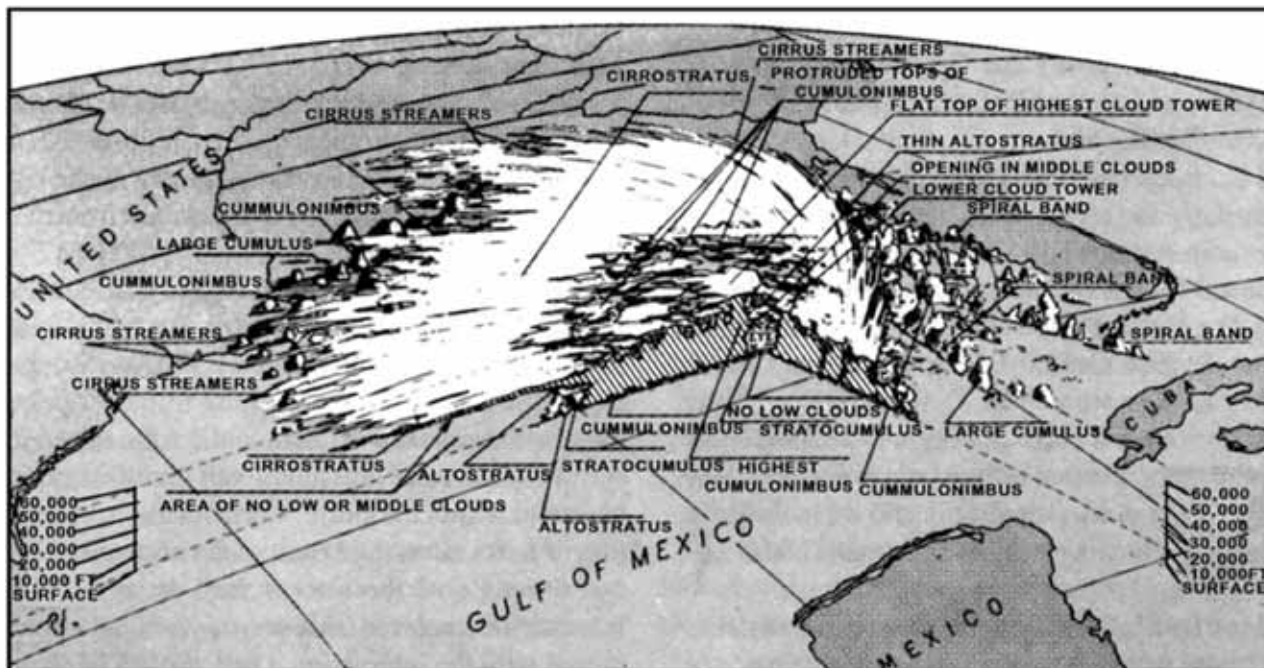 CIRRUS STREAMERS
CIRROSTRATUS
PROTRUDED TOPS OF
CUMULONIMBUS
CIRRUS STREAMERS
FLAT TOP OF HIGHEST CLOUD TOWER
THIN ALTOSTRATUS
OPENING IN MIDDLE CLOUDS
LOWER CLOUD TOWER
UNITED STATES
CUMMULONIMBUS
SPIRAL BAND
LARGE CUMULUS
CUMMULONIMBUS
SPIRAL BAND
CIRRUS STREAMERS
SPIRAL BAND
EYE
CIRRUS STREAMERS
CUBA
NO LOW CLOUDS
CUMMULONIMBUS
STRATOCUMULUS
LARGE CUMULUS
CIRROSTRATUS
ALTOSTRATUS
STRATOCUMULUS
HIGHEST
CUMULONIMBUS
CUMMULONIMBUS
AREA OF NO LOW OR MIDDLE CLOUDS
ALTOSTRATUS
60,000
50,000
40,000
30,000
20,000
10,000 FT
SURFACE
60,000
50,000
40,000
30,000
20,000
10,000FT
SURFACE
GULF OF MEXICO
MEXICO